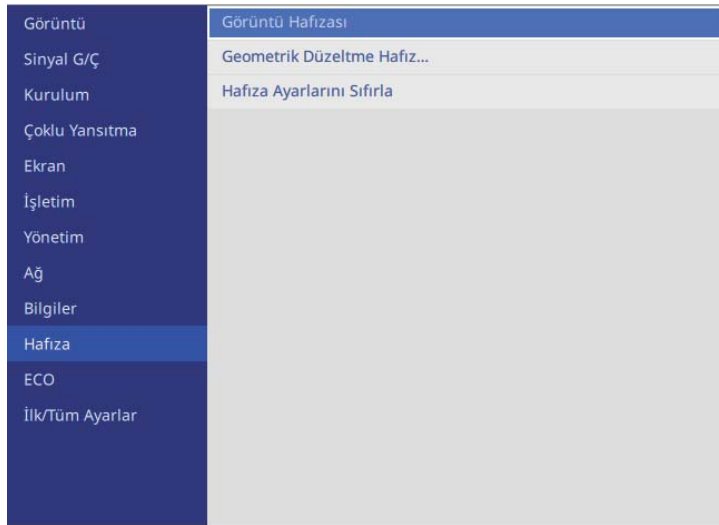 Görüntü
Sinyal G/Ç
Kurulum
Çoklu Yansıtma
Ekran
İşletim
Yönetim
Ağ
Bilgiler
Hafıza
ECO
İlk/Tüm Ayarlar
Görüntü Hafızası
Geometrik Düzeltme Hafız...
Hafıza Ayarlarını Sıfırla